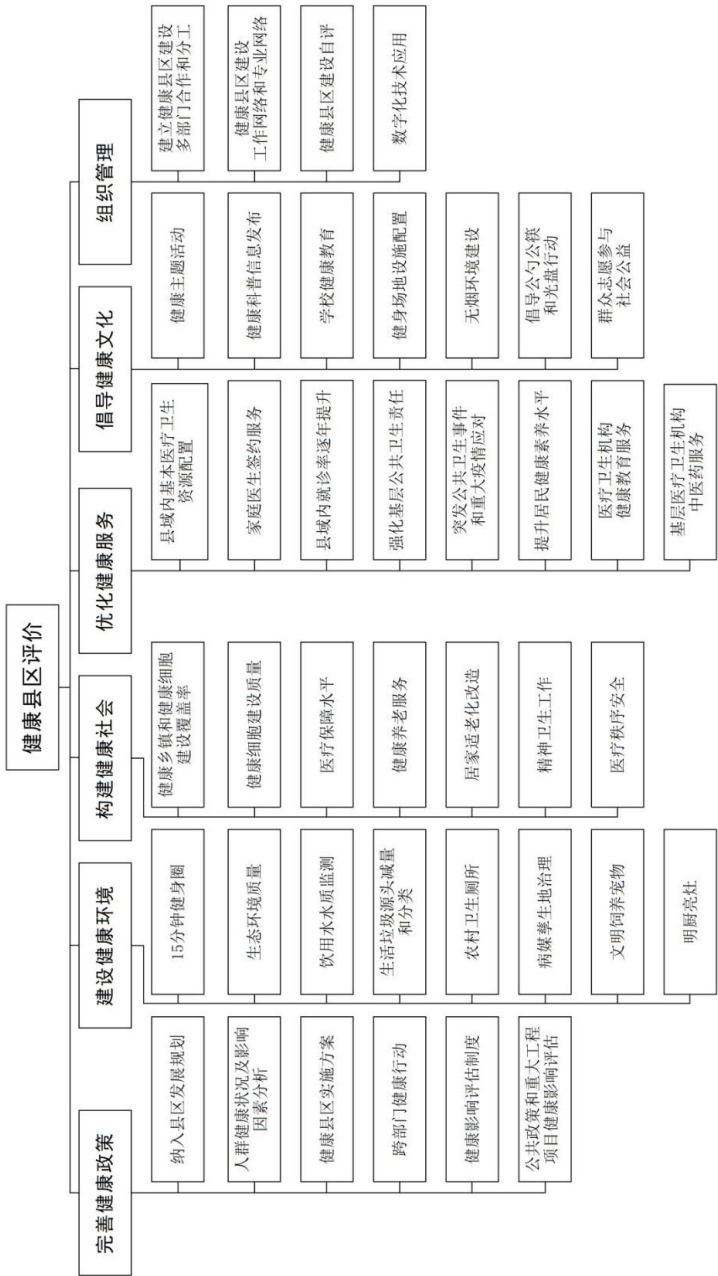 健康县区评价
完善健康政策
纳入县区发展规划
人群健康状况及影响
因素分析
健康县区实施方案
跨部门健康行动
健康影响评估制度
公共政策和重大工程
项目健康影响评估
建设健康环境
15分钟健身圈
生态环境质量
饮用水水质监测
生活垃圾源头减量
和分类
农村卫生厕所
病媒孳生地治理
文明饲养宠物
明厨亮灶
构建健康社会
健康乡镇和健康细胞
建设覆盖率
健康细胞建设质量
医疗保障水平
健康养老服务
居家适老化改造
精神卫生工作
医疗秩序安全
优化健康服务
县域内基本医疗卫生
资源配置
家庭医生签约服务
县域内就诊率逐年提升
强化基层公共卫生责任
突发公共卫生事件
和重大疫情应对
提升居民健康素养水平
医疗卫生机构
健康教育服务
基层医疗卫生机构
中医药服务
倡导健康文化
健康主题活动
健康科普信息发布
学校健康教育
健身场地设施配置
无烟环境建设
倡导公勺公筷
和光盘行动
群众志愿参与
社会公益
组织管理
建立健康县区建设
多部门合作和分工
健康县区建设
工作网络和专业网络
健康县区建设自评
数字化技术应用